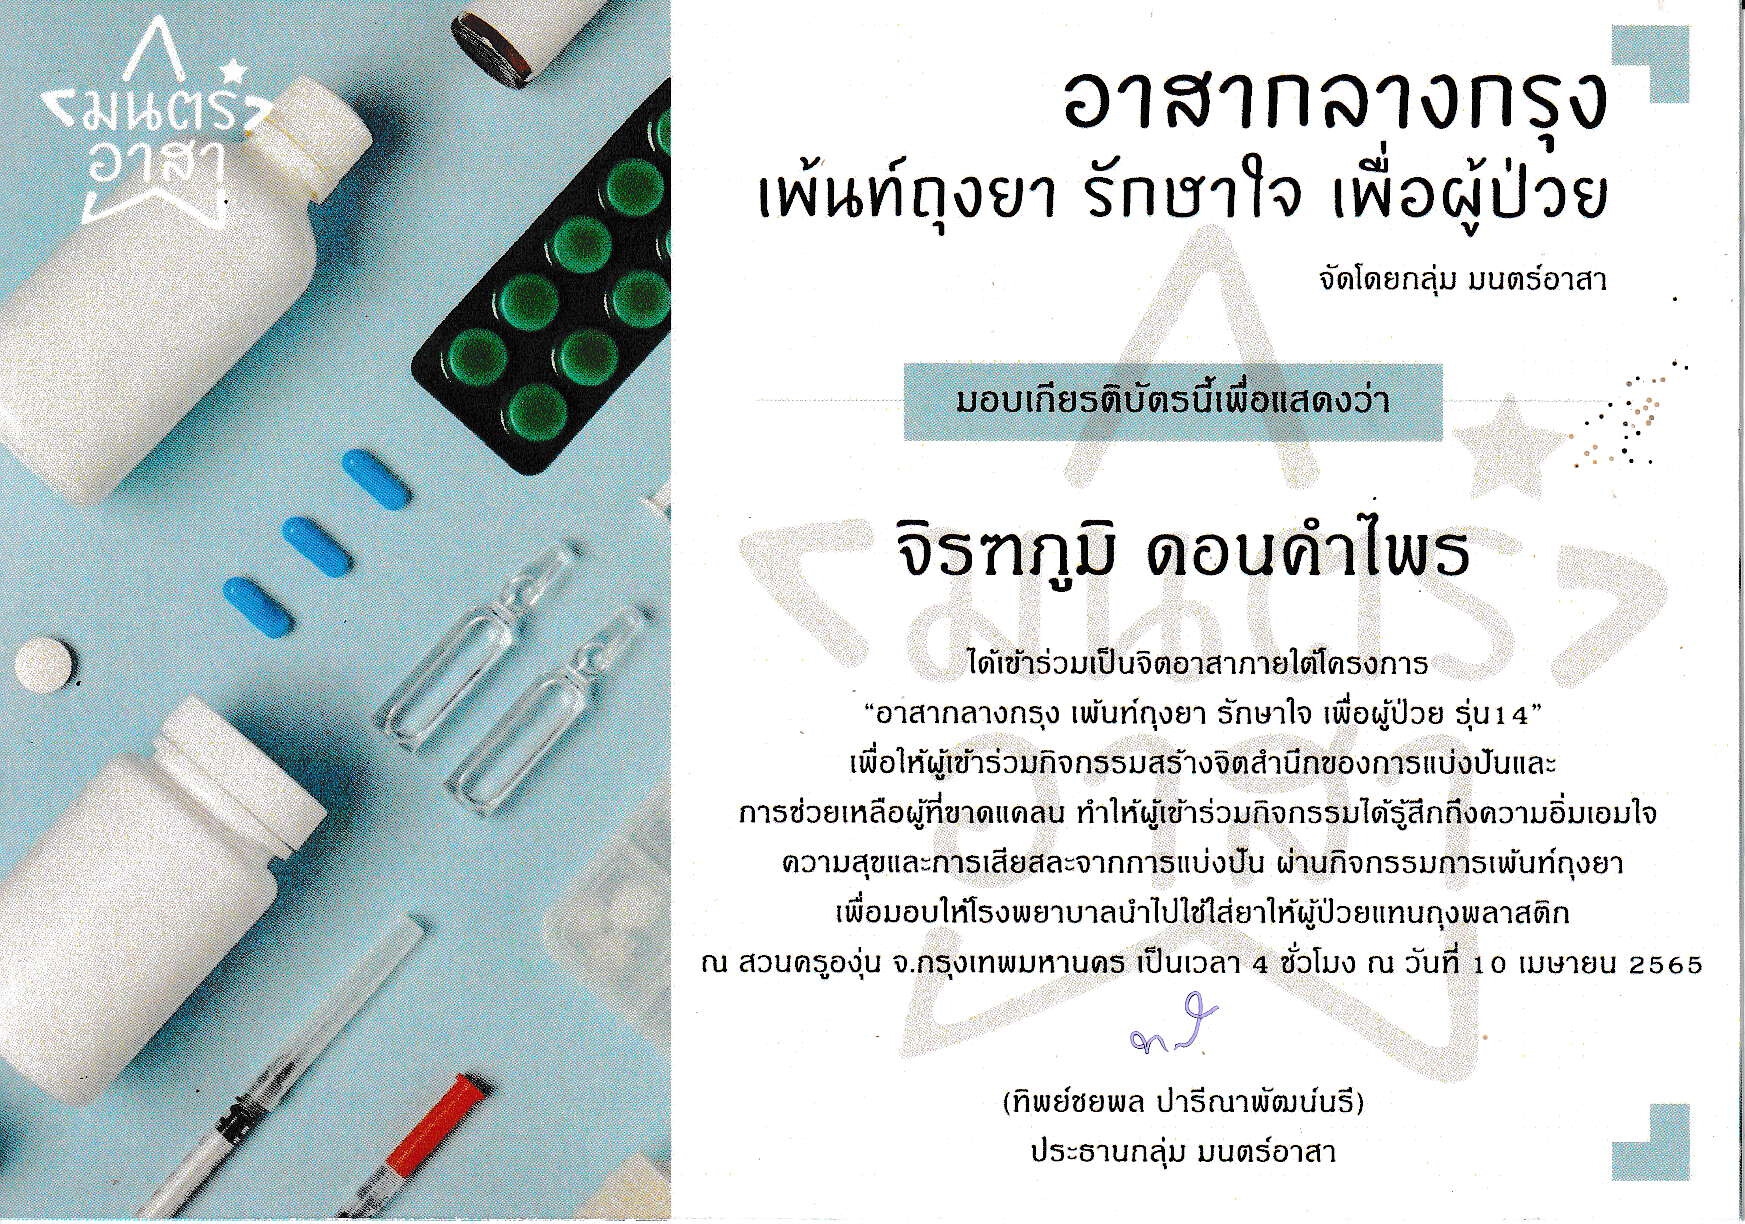 มนตร์
อาสา
อาสากลางกรุง
เพ้นท์ถุงยา รักษาใจ เพื่อผู้ป่วย
จัดโดยกลุ่ม มนตร์อาสา
มอบเกียรติบัตรนี้เพื่อแสดงว่า
จิรฑภูมิ ดอนคำไพร
ได้เข้าร่วมเป็นจิตอาสาภายใต้โครงการ
“อาสากลางกรุง เพ้นท์ถุงยา รักษาใจ เพื่อผู้ป่วย รุ่น14”
เพื่อให้ผู้เข้าร่วมกิจกรรมสร้างจิตสำนึกของการแบ่งปันและ
การช่วยเหลือผู้ที่ขาดแคลน ทำให้ผู้เข้าร่วมกิจกรรมได้รู้สึกถึงความอิ่มเอมใจ
ความสุขและการเสียสละจากการแบ่งปัน ผ่านกิจกรรมการเพ้นท์ถุงยา
เพื่อมอบให้โรงพยาบาลนำไปใช้ใส่ยาให้ผู้ป่วยแทนถุงพลาสติก
ณ สวนครูองุ่น จ.กรุงเทพมหานคร เป็นเวลา 4 ชั่วโมง ณ วันที่ 10 เมษายน 2565
(ทิพย์ชยพล ปารีณาพัฒน์นรี)
ประธานกลุ่ม มนตร์อาสา